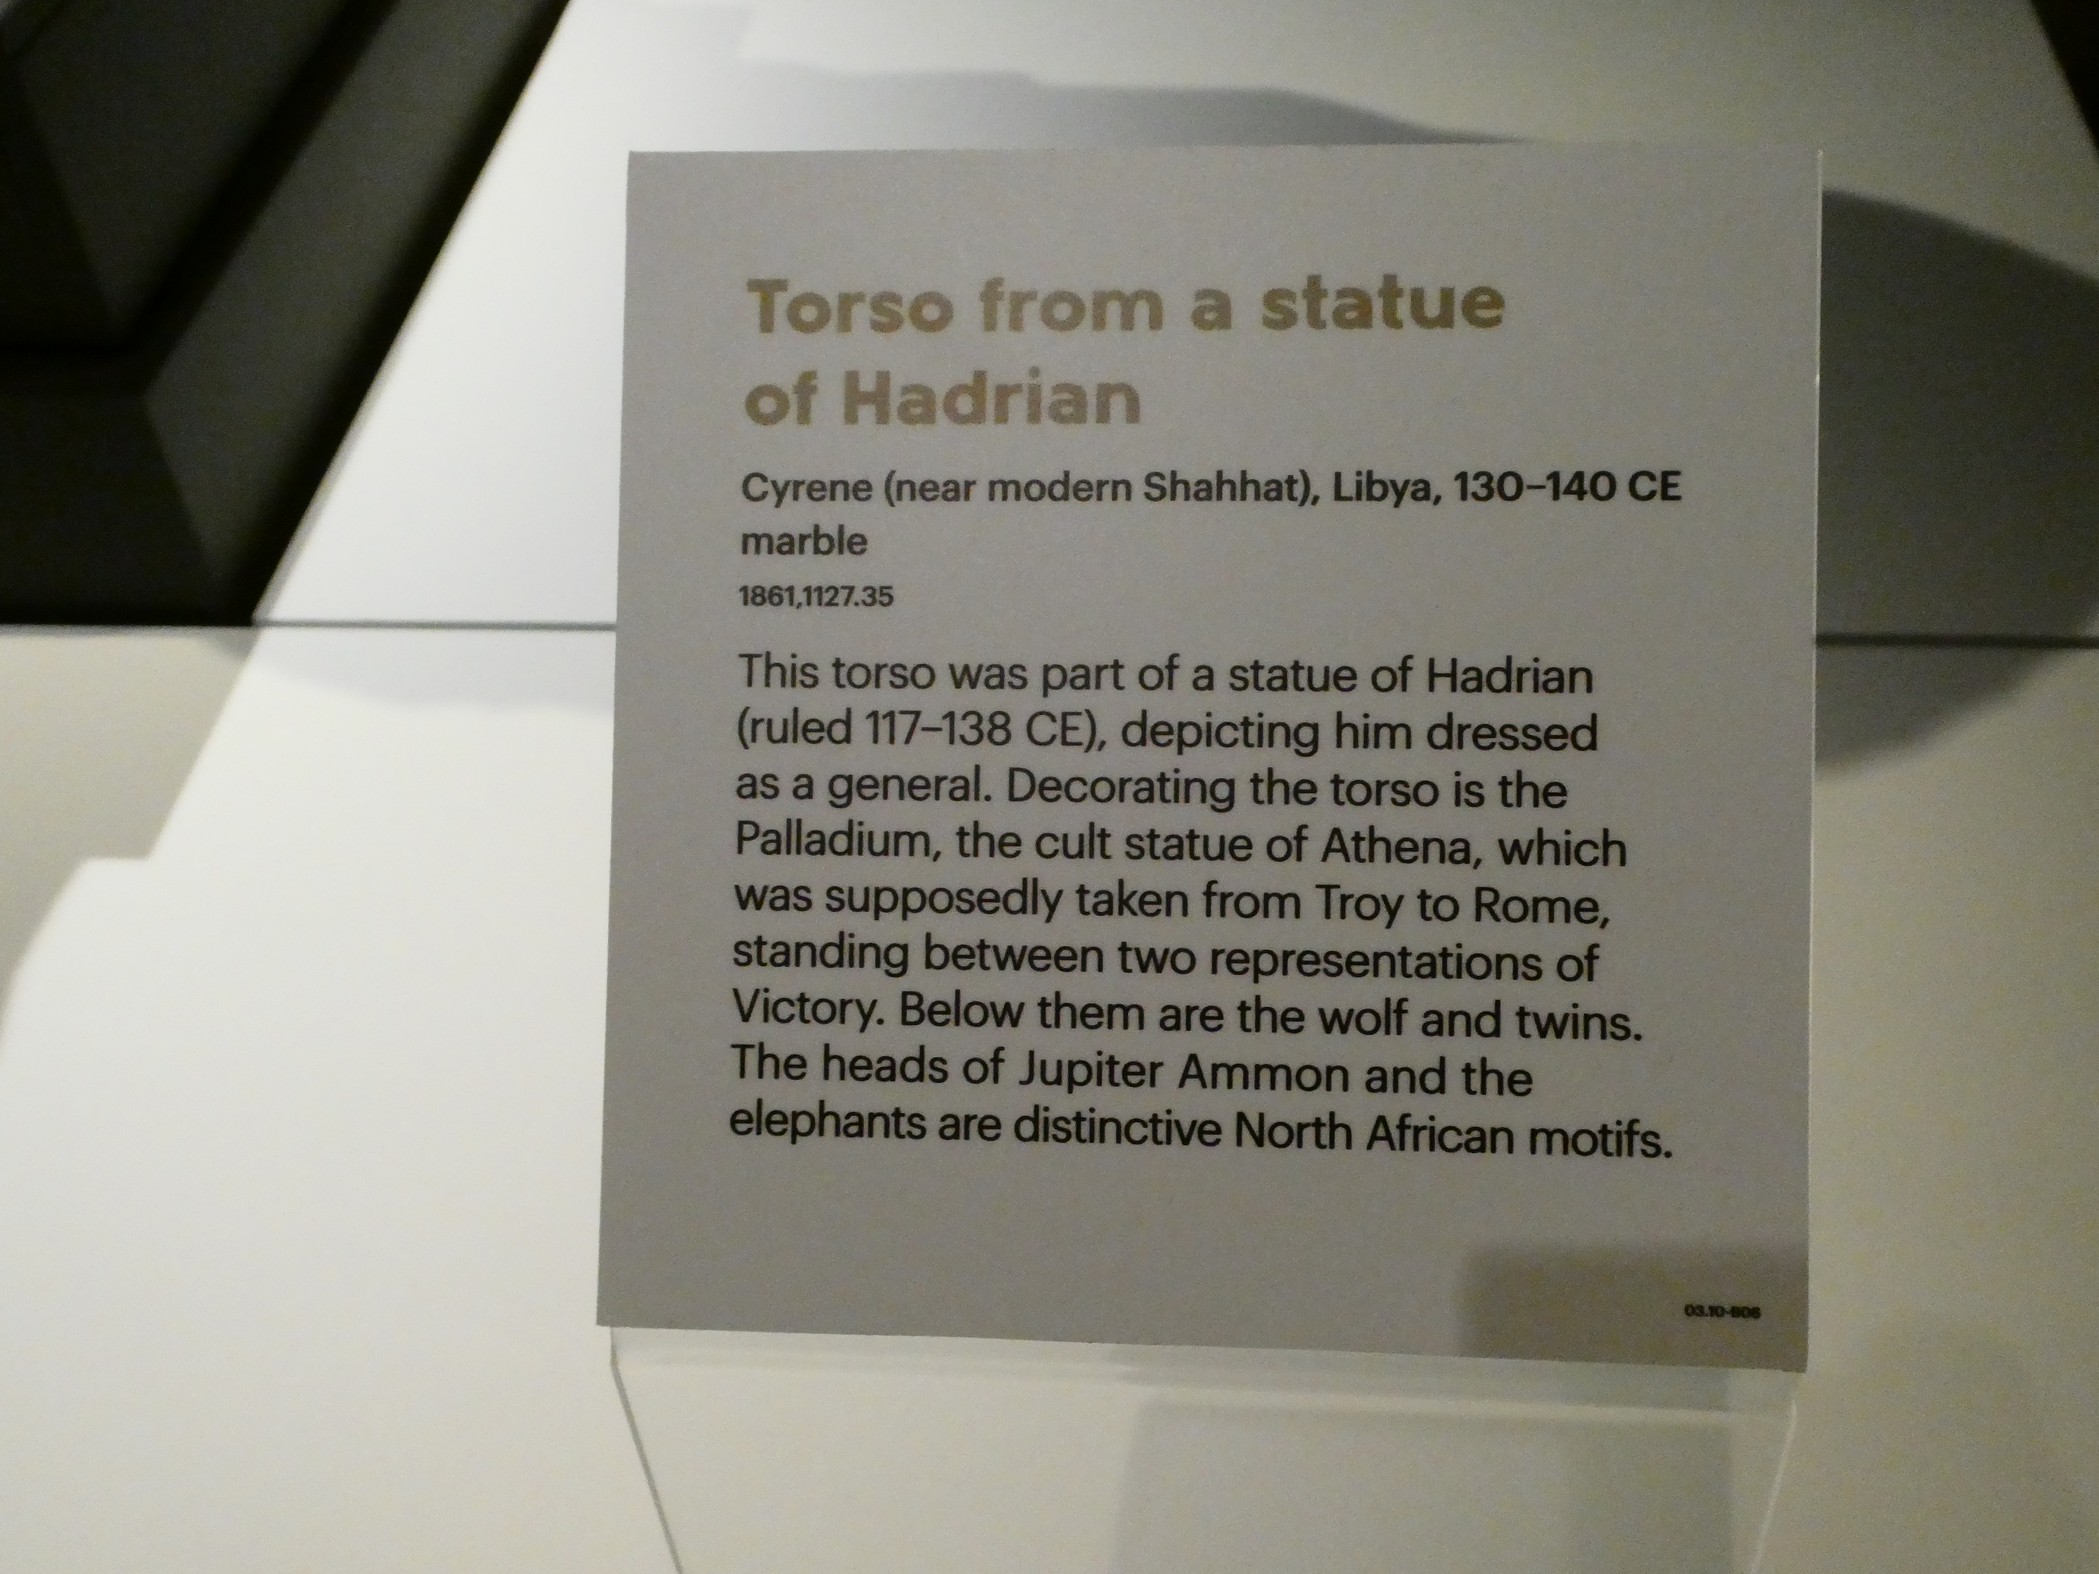 Torso from a statue
of Hadrian
Cyrene (near modern Shahhat), Libya, 130–140 CE
marble
1861,1127.35
This torso was part of a statue of Hadrian
(ruled 117–138 CE), depicting him dressed
as a general. Decorating the torso is the
Palladium, the cult statue of Athena, which
was supposedly taken from Troy to Rome,
standing between two representations of
Victory. Below them are the wolf and twins.
The heads of Jupiter Ammon and the
elephants are distinctive North African motifs.
03.10-B06